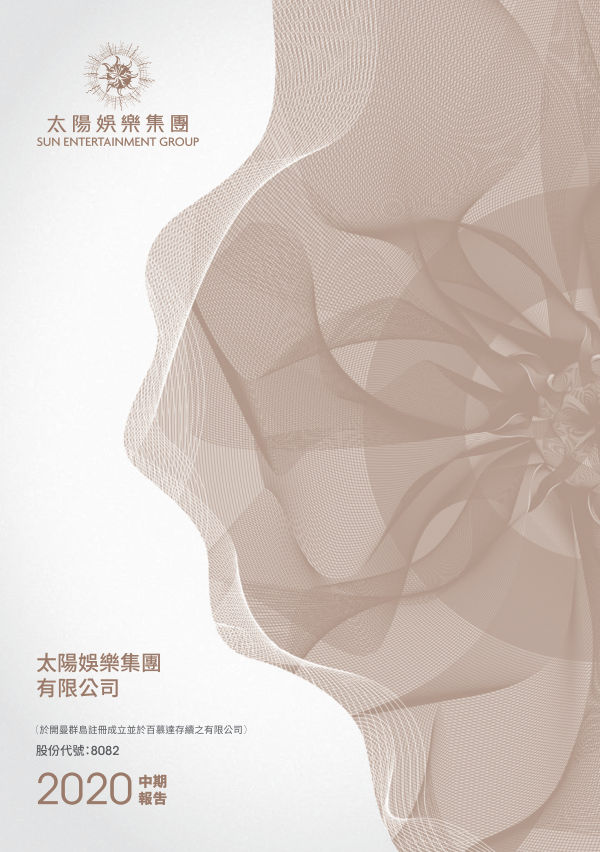 太陽娛樂集團
SUN ENTERTAINMENT GROUP
太陽娛樂集團
有限公司
（於開曼群島註冊成立並於百慕達存續之有限公司）
股份代號：8082
2020 中期
報告